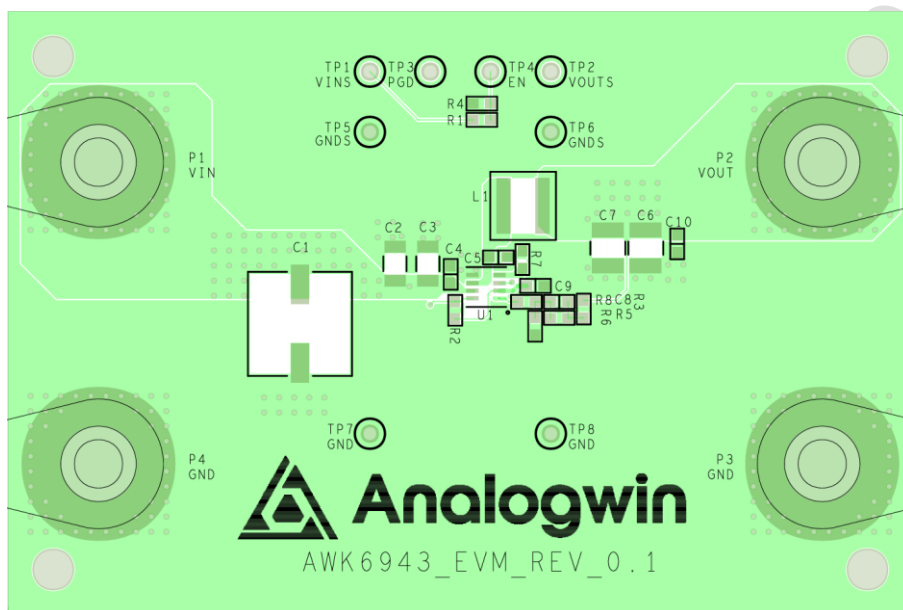 TP1 TP3 TP4 TP2
VINS PGD EN VOUTS
R4
R1
TP5 TP6
GNDS GNDS
P1 P2
VIN VOUT
L1
C7 C6 C10
C2 C3
C1 C4 C5 R7
C9
R8 C8 R3
U1 R2 R6 R5
TP7 TP8
GND GND
P4 P3
GND GND
Analogwin
AWK6943_EVM_REV_0.1